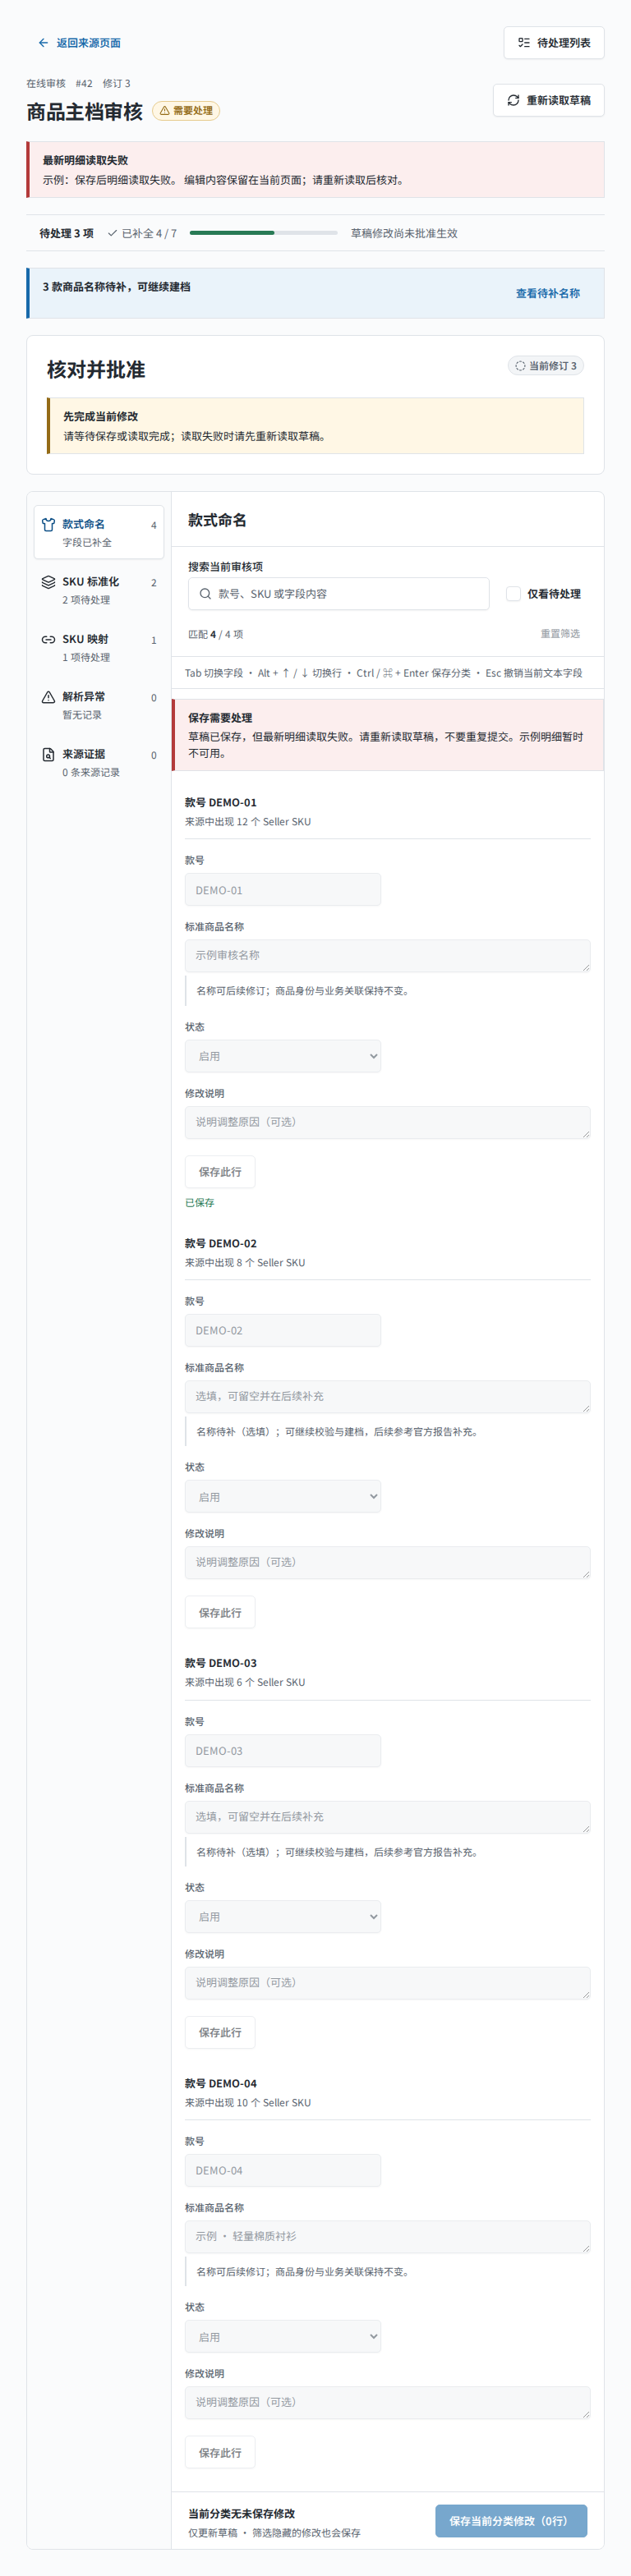 返回来源页面
待处理列表
在线审核 #42 修订 3
商品主档审核
需要处理
重新读取草稿
最新明细读取失败
示例：保存后明细读取失败。 编辑内容保留在当前页面；请重新读取后核对。
待处理 3 项
已补全 4 / 7
草稿修改尚未批准生效
3 款商品名称待补，可继续建档
查看待补名称
核对并批准
当前修订 3
先完成当前修改
请等待保存或读取完成；读取失败时请先重新读取草稿。
款式命名 4
字段已补全
SKU 标准化 2
2 项待处理
SKU 映射 1
1 项待处理
解析异常 0
暂无记录
来源证据 0
0 条来源记录
款式命名
搜索当前审核项
款号、SKU 或字段内容
仅看待处理
匹配 4 / 4 项
重置筛选
Tab 切换字段 • Alt + ↑ / ↓ 切换行 • Ctrl / ⌘ + Enter 保存分类 • Esc 撤销当前文本字段
保存需要处理
草稿已保存，但最新明细读取失败。请重新读取草稿，不要重复提交。示例明细暂时
不可用。
款号 DEMO-01
来源中出现 12 个 Seller SKU
款号
DEMO-01
标准商品名称
示例审核名称
名称可后续修订；商品身份与业务关联保持不变。
状态
启用
修改说明
说明调整原因（可选）
保存此行
已保存
款号 DEMO-02
来源中出现 8 个 Seller SKU
款号
DEMO-02
标准商品名称
选填，可留空并在后续补充
名称待补（选填）；可继续校验与建档，后续参考官方报告补充。
状态
启用
修改说明
说明调整原因（可选）
保存此行
款号 DEMO-03
来源中出现 6 个 Seller SKU
款号
DEMO-03
标准商品名称
选填，可留空并在后续补充
名称待补（选填）；可继续校验与建档，后续参考官方报告补充。
状态
启用
修改说明
说明调整原因（可选）
保存此行
款号 DEMO-04
来源中出现 10 个 Seller SKU
款号
DEMO-04
标准商品名称
示例 • 轻量棉质衬衫
名称可后续修订；商品身份与业务关联保持不变。
状态
启用
修改说明
说明调整原因（可选）
保存此行
当前分类无未保存修改
仅更新草稿 • 筛选隐藏的修改也会保存
保存当前分类修改（0行）